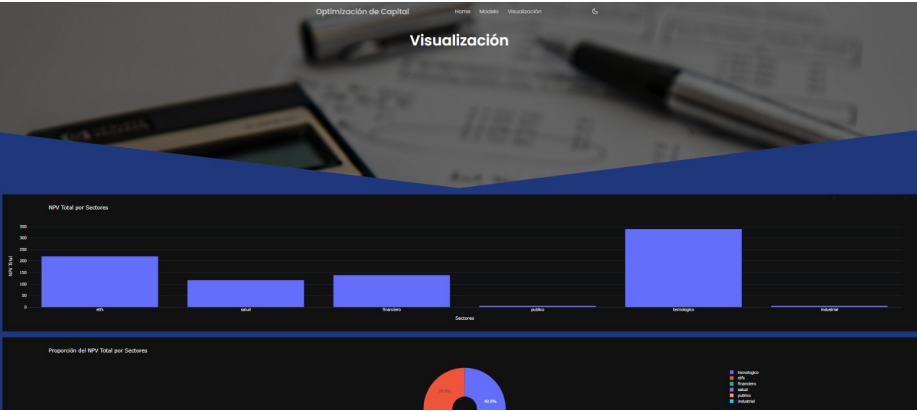 Optimización de Capital
Home Modelo Visualización
Visualización
NPV Total por Sectores
350
300
250
200
150
100
50
0
NPV Total
etfs salud financiero publico tecnologico industrial
Sectores
Proporción del NPV Total por Sectores
tecnologico
etfs
financiero
salud
publico
industrial